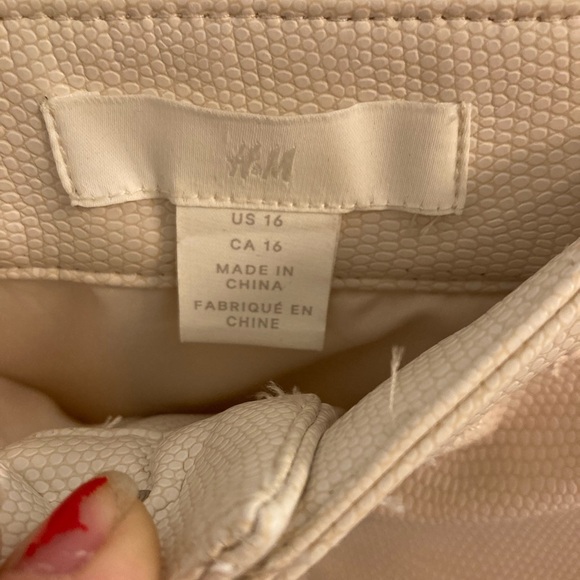 H&M
US 16
CA 16
MADE IN
CHINA
FABRIQUÉ EN
CHINE